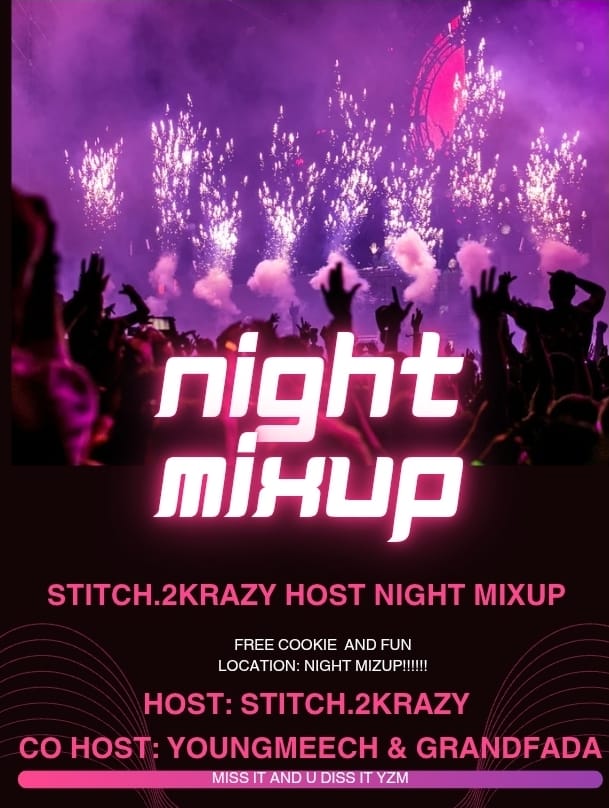 night
mixup
STITCH.2KRAZY HOST NIGHT MIXUP
FREE COOKIE AND FUN
LOCATION: NIGHT MIZUP!!!!!!
HOST: STITCH.2KRAZY
CO HOST: YOUNGMEECH & GRANDFADA
MISS IT AND U DISS IT YZM